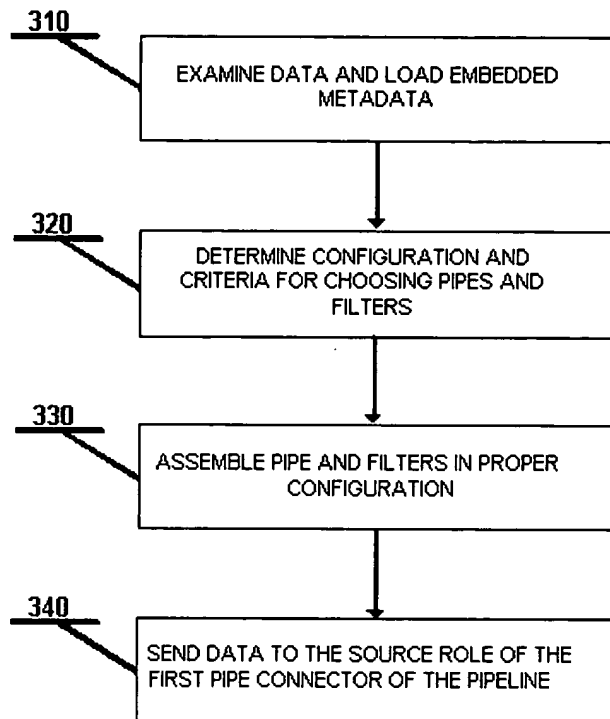 310
EXAMINE DATA AND LOAD EMBEDDED
METADATA
320
DETERMINE CONFIGURATION AND
CRITERIA FOR CHOOSING PIPES AND
FILTERS
330
ASSEMBLE PIPE AND FILTERS IN PROPER
CONFIGURATION
340
SEND DATA TO THE SOURCE ROLE OF THE
FIRST PIPE CONNECTOR OF THE PIPELINE